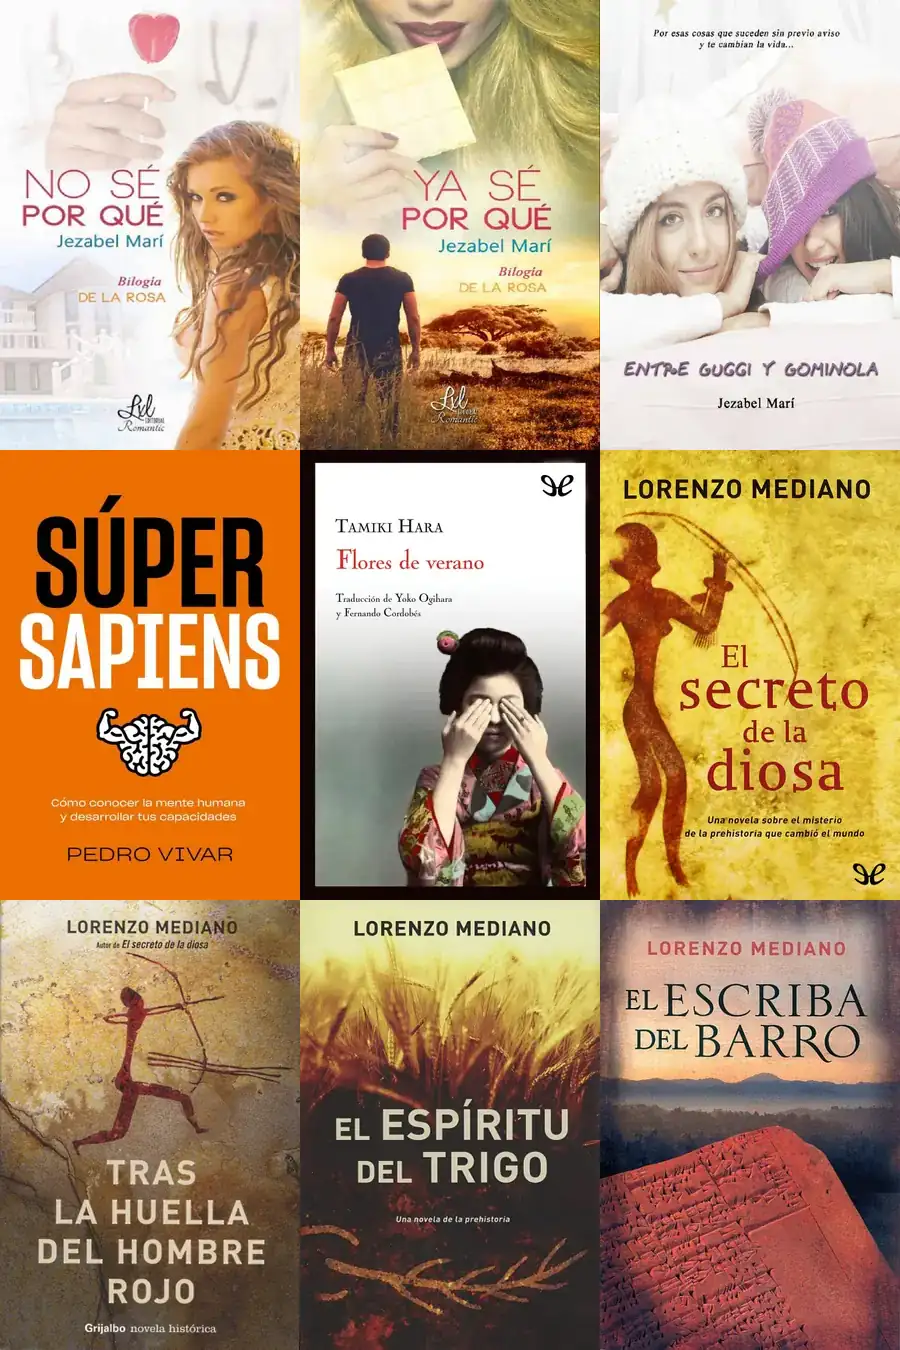 NO SÉ
POR QUÉ
Jezabel Marí
Bilogía
DE LA ROSA
LxL
EDITORIAL
Romantic
YA SÉ
POR QUÉ
Jezabel Marí
Bilogía
DE LA ROSA
LxL
EDITORIAL
Romantic
Por esas cosas que suceden sin previo aviso
y te cambian la vida...
ENTRE GUGGI Y GOMINOLA
Jezabel Marí
SÚPER
SAPIENS
Cómo conocer la mente humana
y desarrollar tus capacidades
PEDRO VIVAR
TAMIKI HARA
Flores de verano
Traducción de Yoko Ogihara
y Fernando Cordobés
LORENZO MEDIANO
El
secreto
de la
diosa
Una novela sobre el misterio
de la prehistoria que cambió el mundo
LORENZO MEDIANO
Autor de El secreto de la diosa
TRAS
LA HUELLA
DEL HOMBRE
ROJO
Grijalbo novela histórica
LORENZO MEDIANO
EL ESPÍRITU
DEL TRIGO
Una novela de la prehistoria
LORENZO MEDIANO
EL ESCRIBA
DEL BARRO